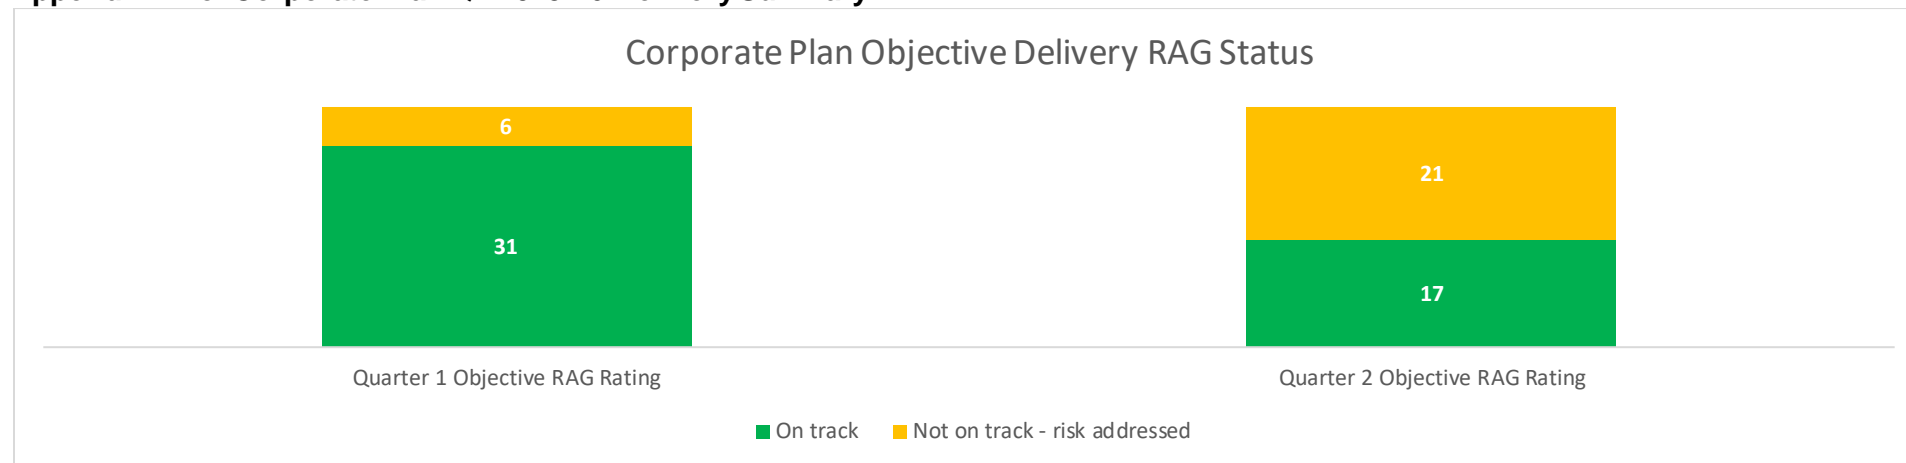 Corporate Plan Objective Delivery RAG Status
6
21
31
17
Quarter 1 Objective RAG Rating
Quarter 2 Objective RAG Rating
On track
Not on track - risk addressed